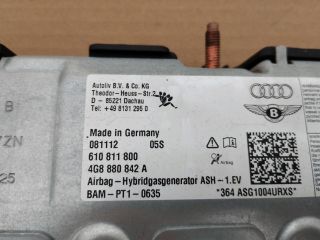 Autoliv B.V. & Co. KG
Theodor-Heuss-Str.2
D - 85221 Dachau
Tel.: +49 8131 295 0
B
Made in Germany
081112 05S
7ZN
610 811 800
Airbag
25
4G8 880 842 A
Airbag-Hybridgasgenerator ASH-1.EV
BAM-PT1-0635 *364 ASG1004URXS*